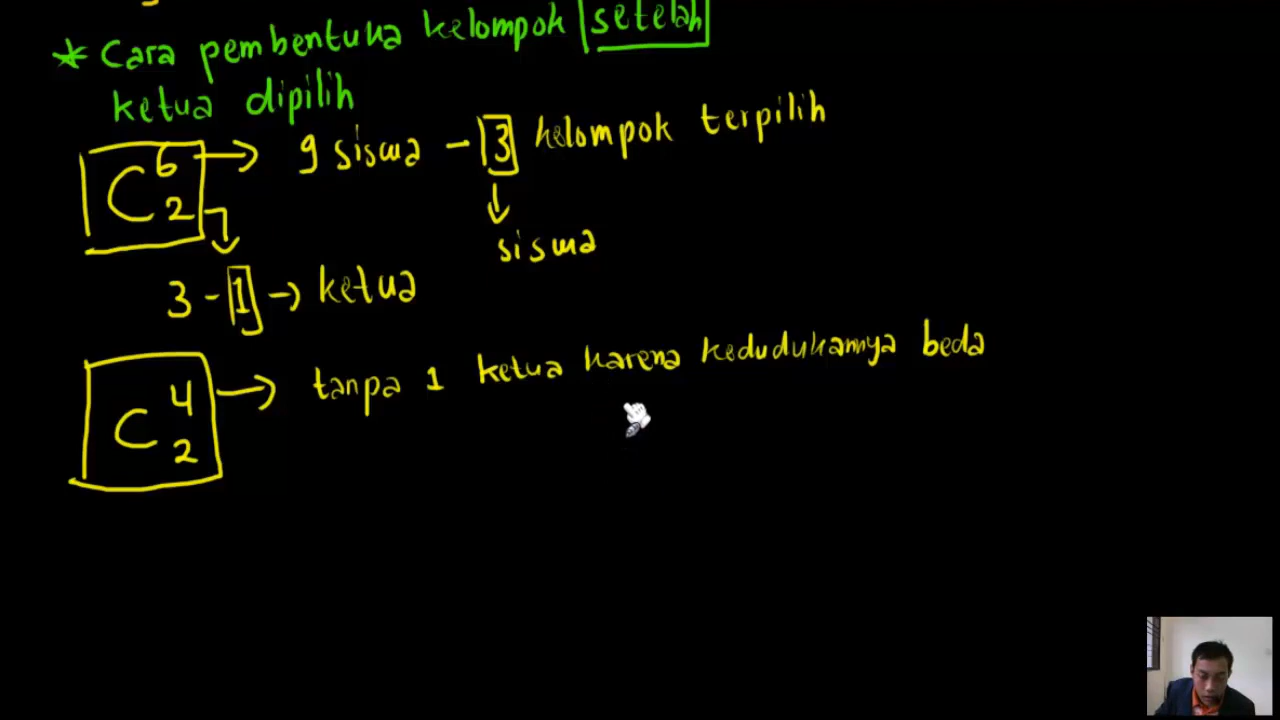 * Cara pembentuka kelompok setelah
ketua dipilih
C 6 2 → 9 siswa - 3 kelompok terpilih
siswa
3 - 1 → ketua
C 4 2 → tanpa 1 ketua karena kedudukannya beda